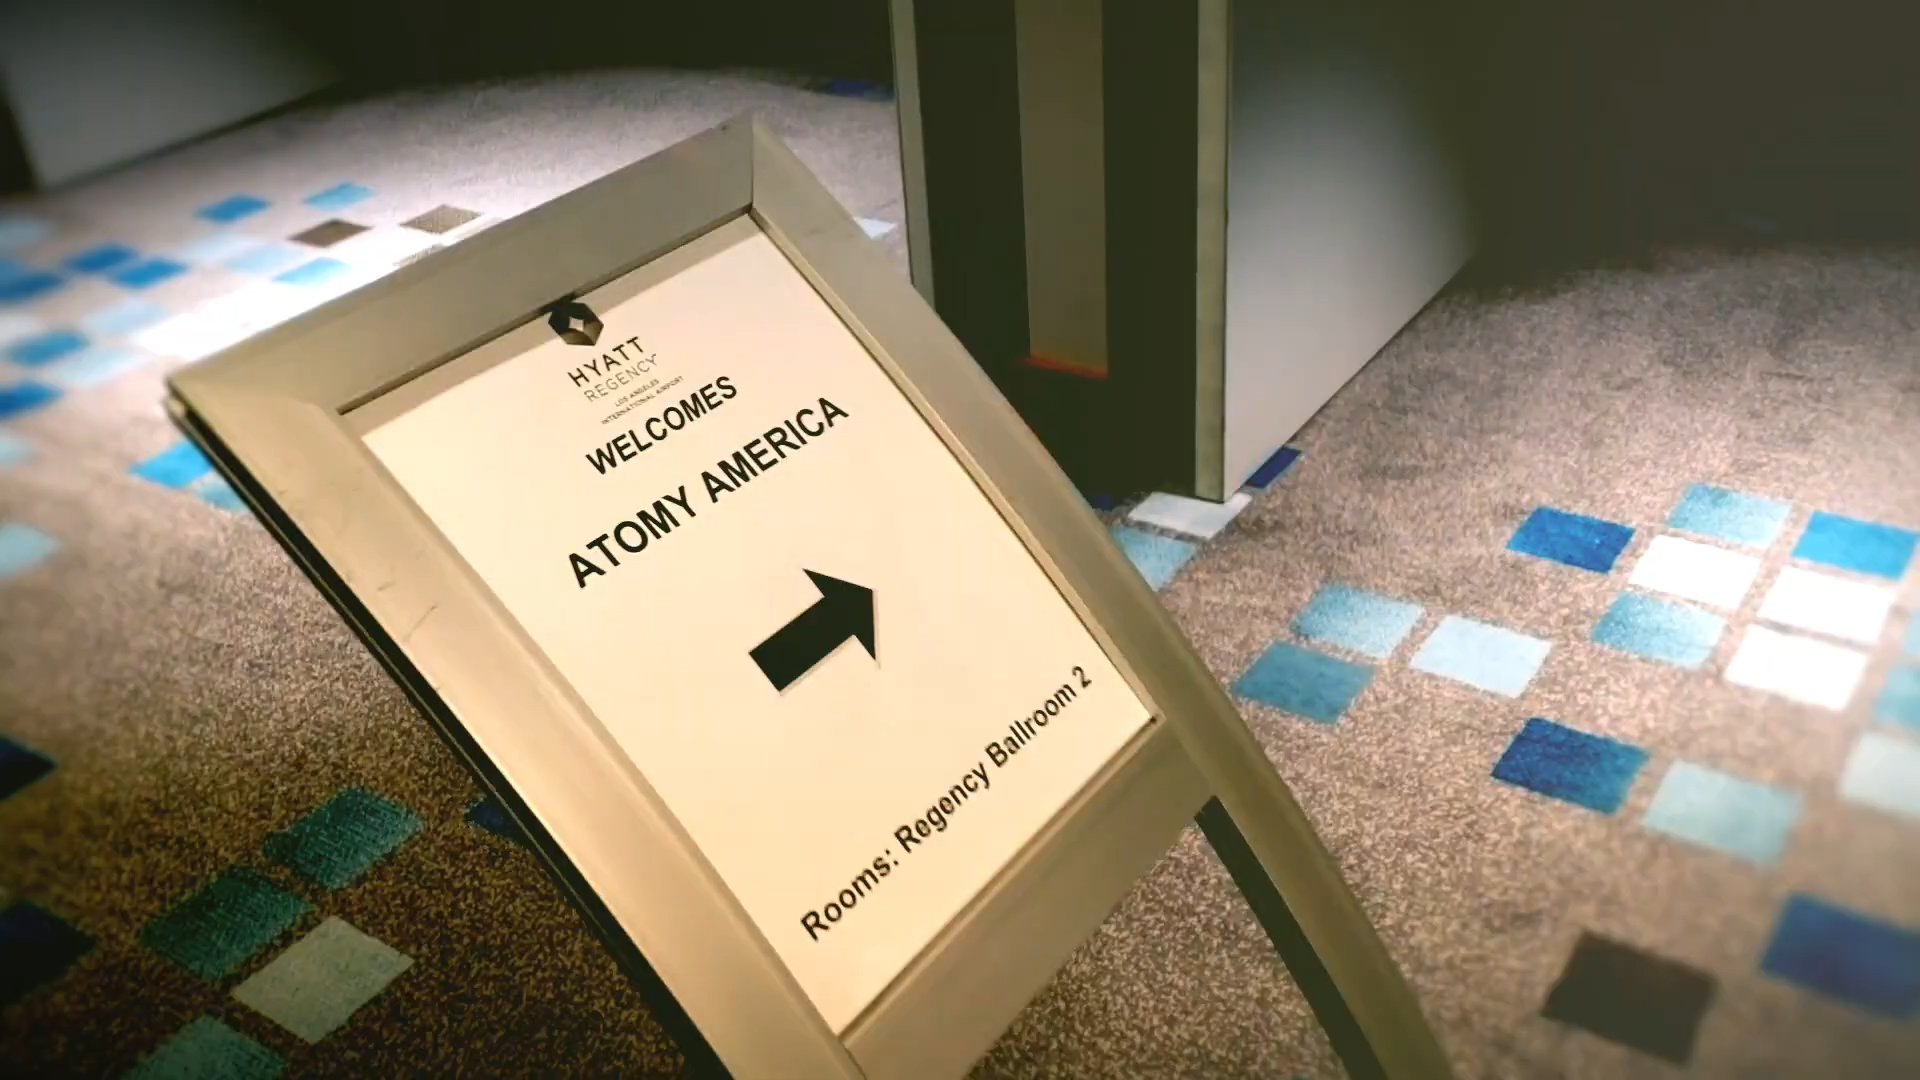 HYATT
REGENCY
LOS ANGELES
INTERNATIONAL AIRPORT
WELCOMES
ATOMY AMERICA
Rooms: Regency Ballroom 2